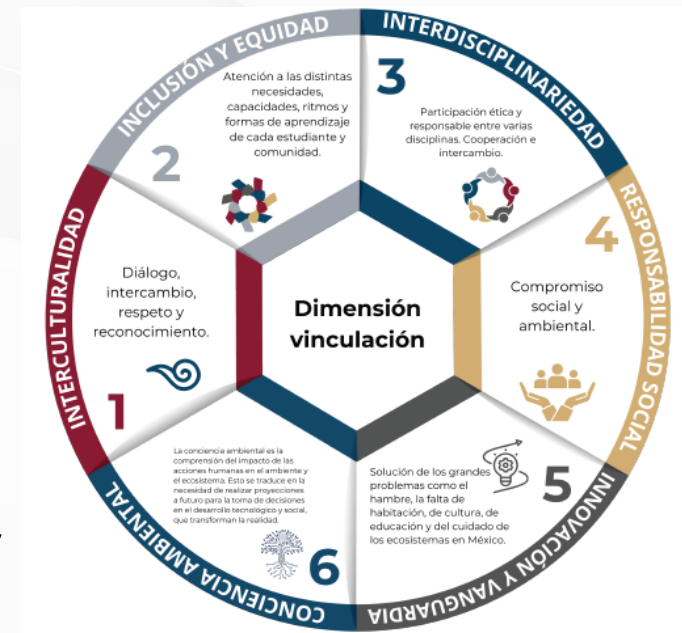 Dimensión
vinculación
INTERCULTURALIDAD
1
Diálogo,
intercambio,
respeto y
reconocimiento.
INCLUSIÓN Y EQUIDAD
2
Atención a las distintas
necesidades,
capacidades, ritmos y
formas de aprendizaje
de cada estudiante y
comunidad.
INTERDISCIPLINARIEDAD
3
Participación ética y
responsable entre varias
disciplinas. Cooperación e
intercambio.
RESPONSABILIDAD SOCIAL
4
Compromiso
social y
ambiental.
INNOVACIÓN Y VANGUARDIA
5
Solución de los grandes
problemas como el
hambre, la falta de
habitación, de cultura, de
educación y del cuidado de
los ecosistemas en México.
CONCIENCIA AMBIENTAL
6
La conciencia ambiental es la
comprensión del impacto de las
acciones humanas en el ambiente y
el ecosistema. Esto se traduce en la
necesidad de realizar proyecciones
a futuro para la toma de decisiones
en el desarrollo tecnológico y social,
que transforman la realidad.